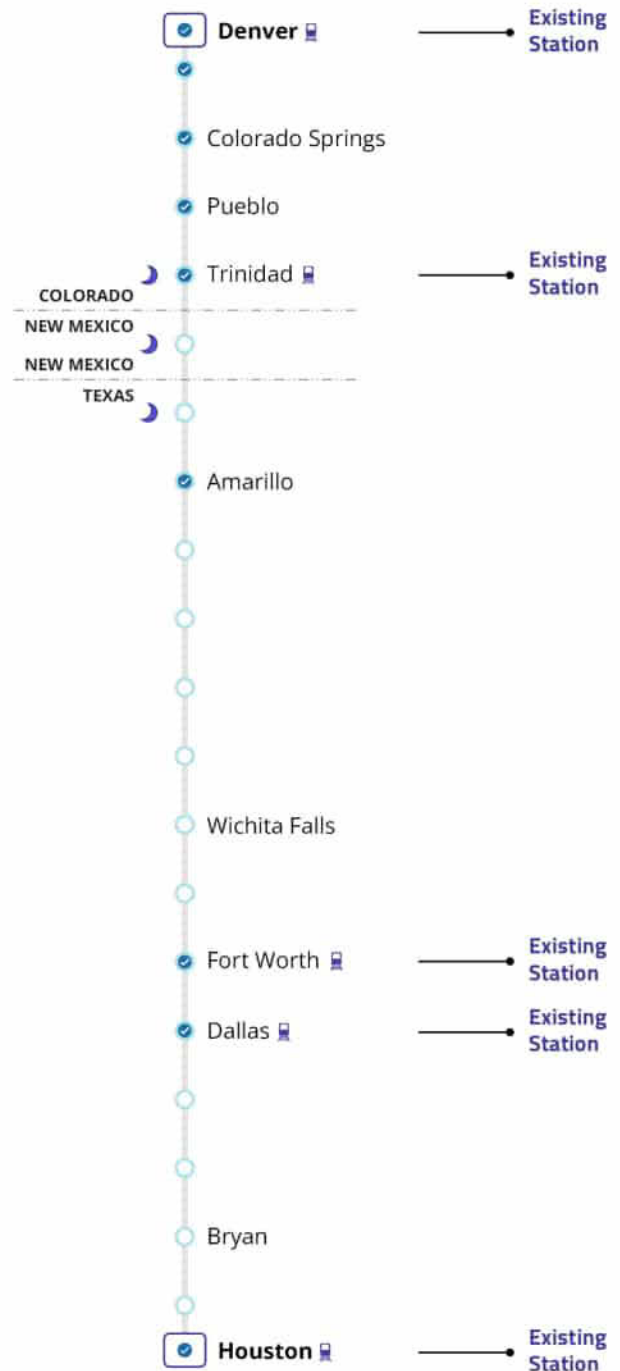 Denver
Existing
Station
Colorado Springs
Pueblo
Trinidad
Existing
Station
COLORADO
NEW MEXICO
NEW MEXICO
TEXAS
Amarillo
Wichita Falls
Fort Worth
Existing
Station
Dallas
Existing
Station
Bryan
Houston
Existing
Station